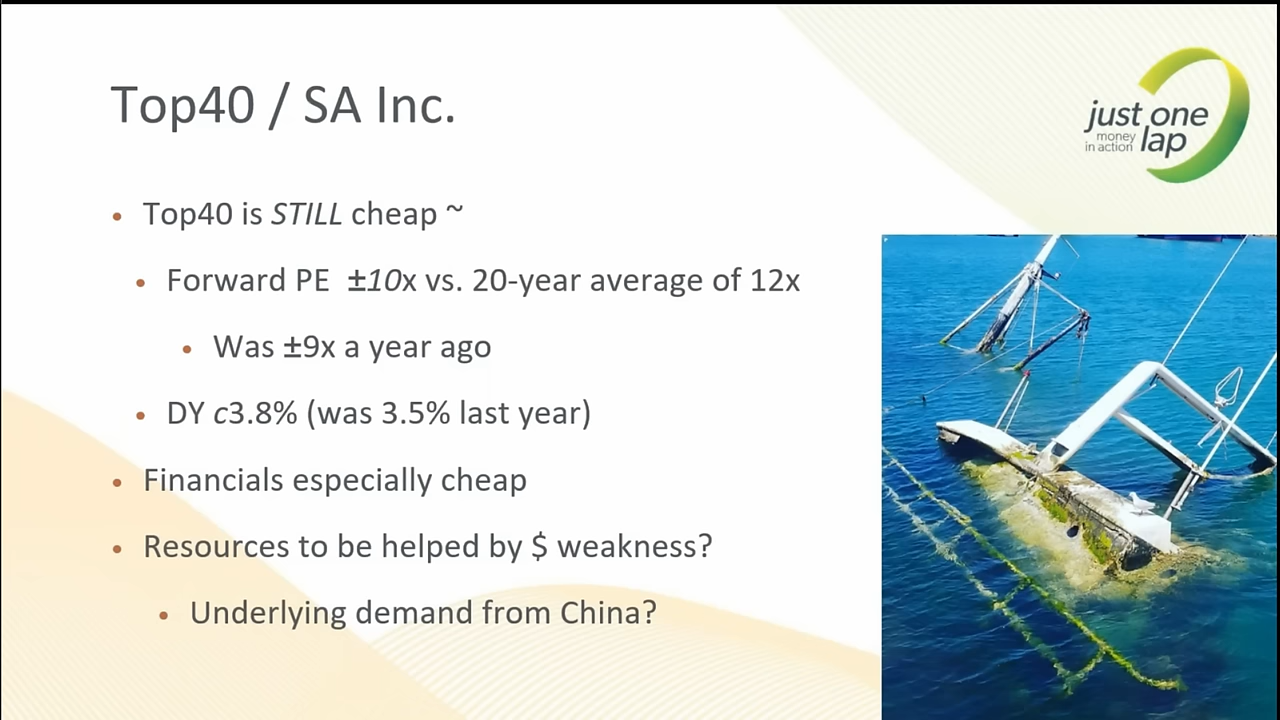 Top40 / SA Inc.
just one
money
in action lap
• Top40 is STILL cheap ~
• Forward PE ±10x vs. 20-year average of 12x
• Was ±9x a year ago
• DY c3.8% (was 3.5% last year)
• Financials especially cheap
• Resources to be helped by $ weakness?
• Underlying demand from China?